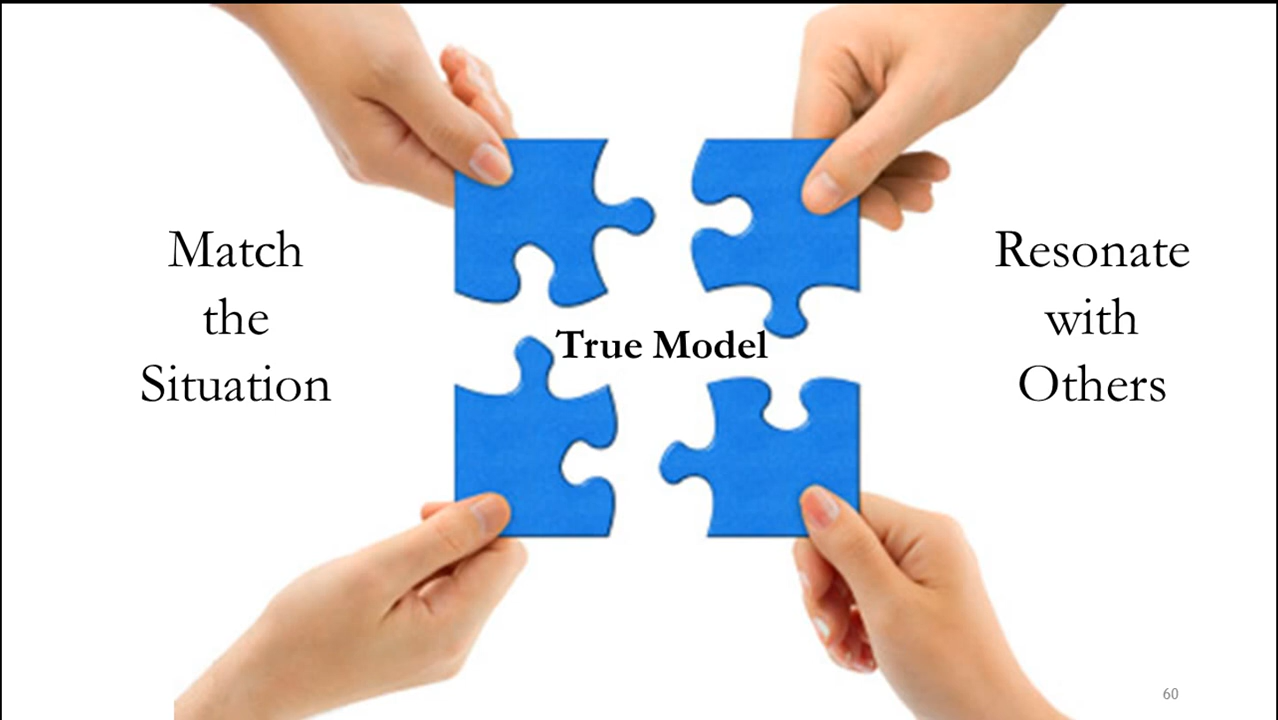 Match
the
Situation
True Model
Resonate
with
Others
60